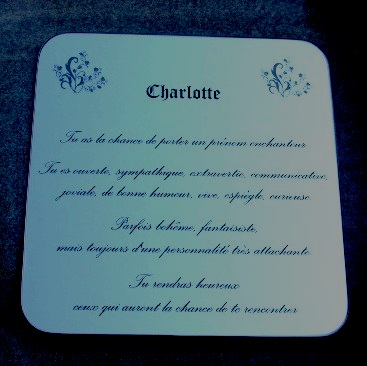 Charlotte
Tu as la chance de porter un prénom enchanteur
Tu es ouverte, sympathique, extravertie, communicative,
joviale, de bonne humeur, vive, espiègle, curieuse.
Parfois bohème, fantaisiste,
mais toujours d'une personnalité très attachante.
Tu rendras heureux
ceux qui auront la chance de te rencontrer